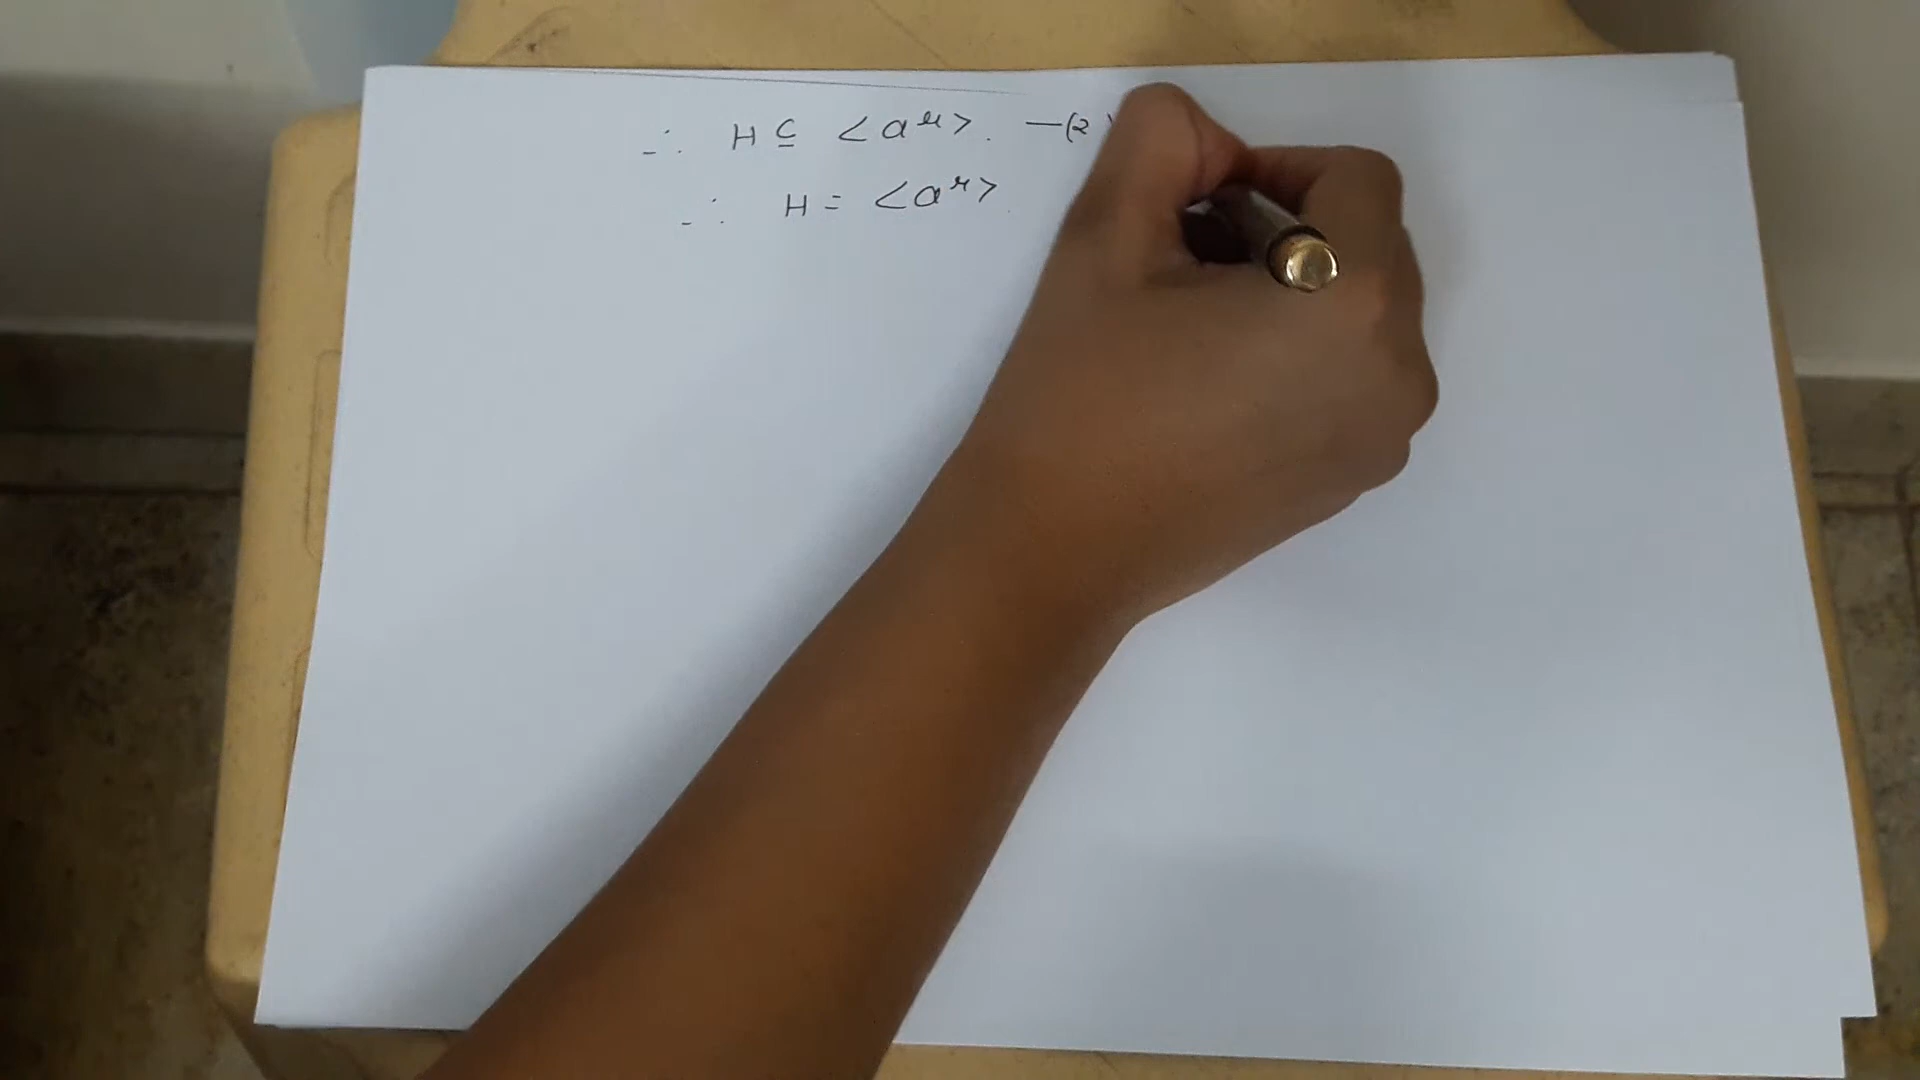 ∴ H ⊆ <a^r>. —(2)
∴ H = <a^r>.